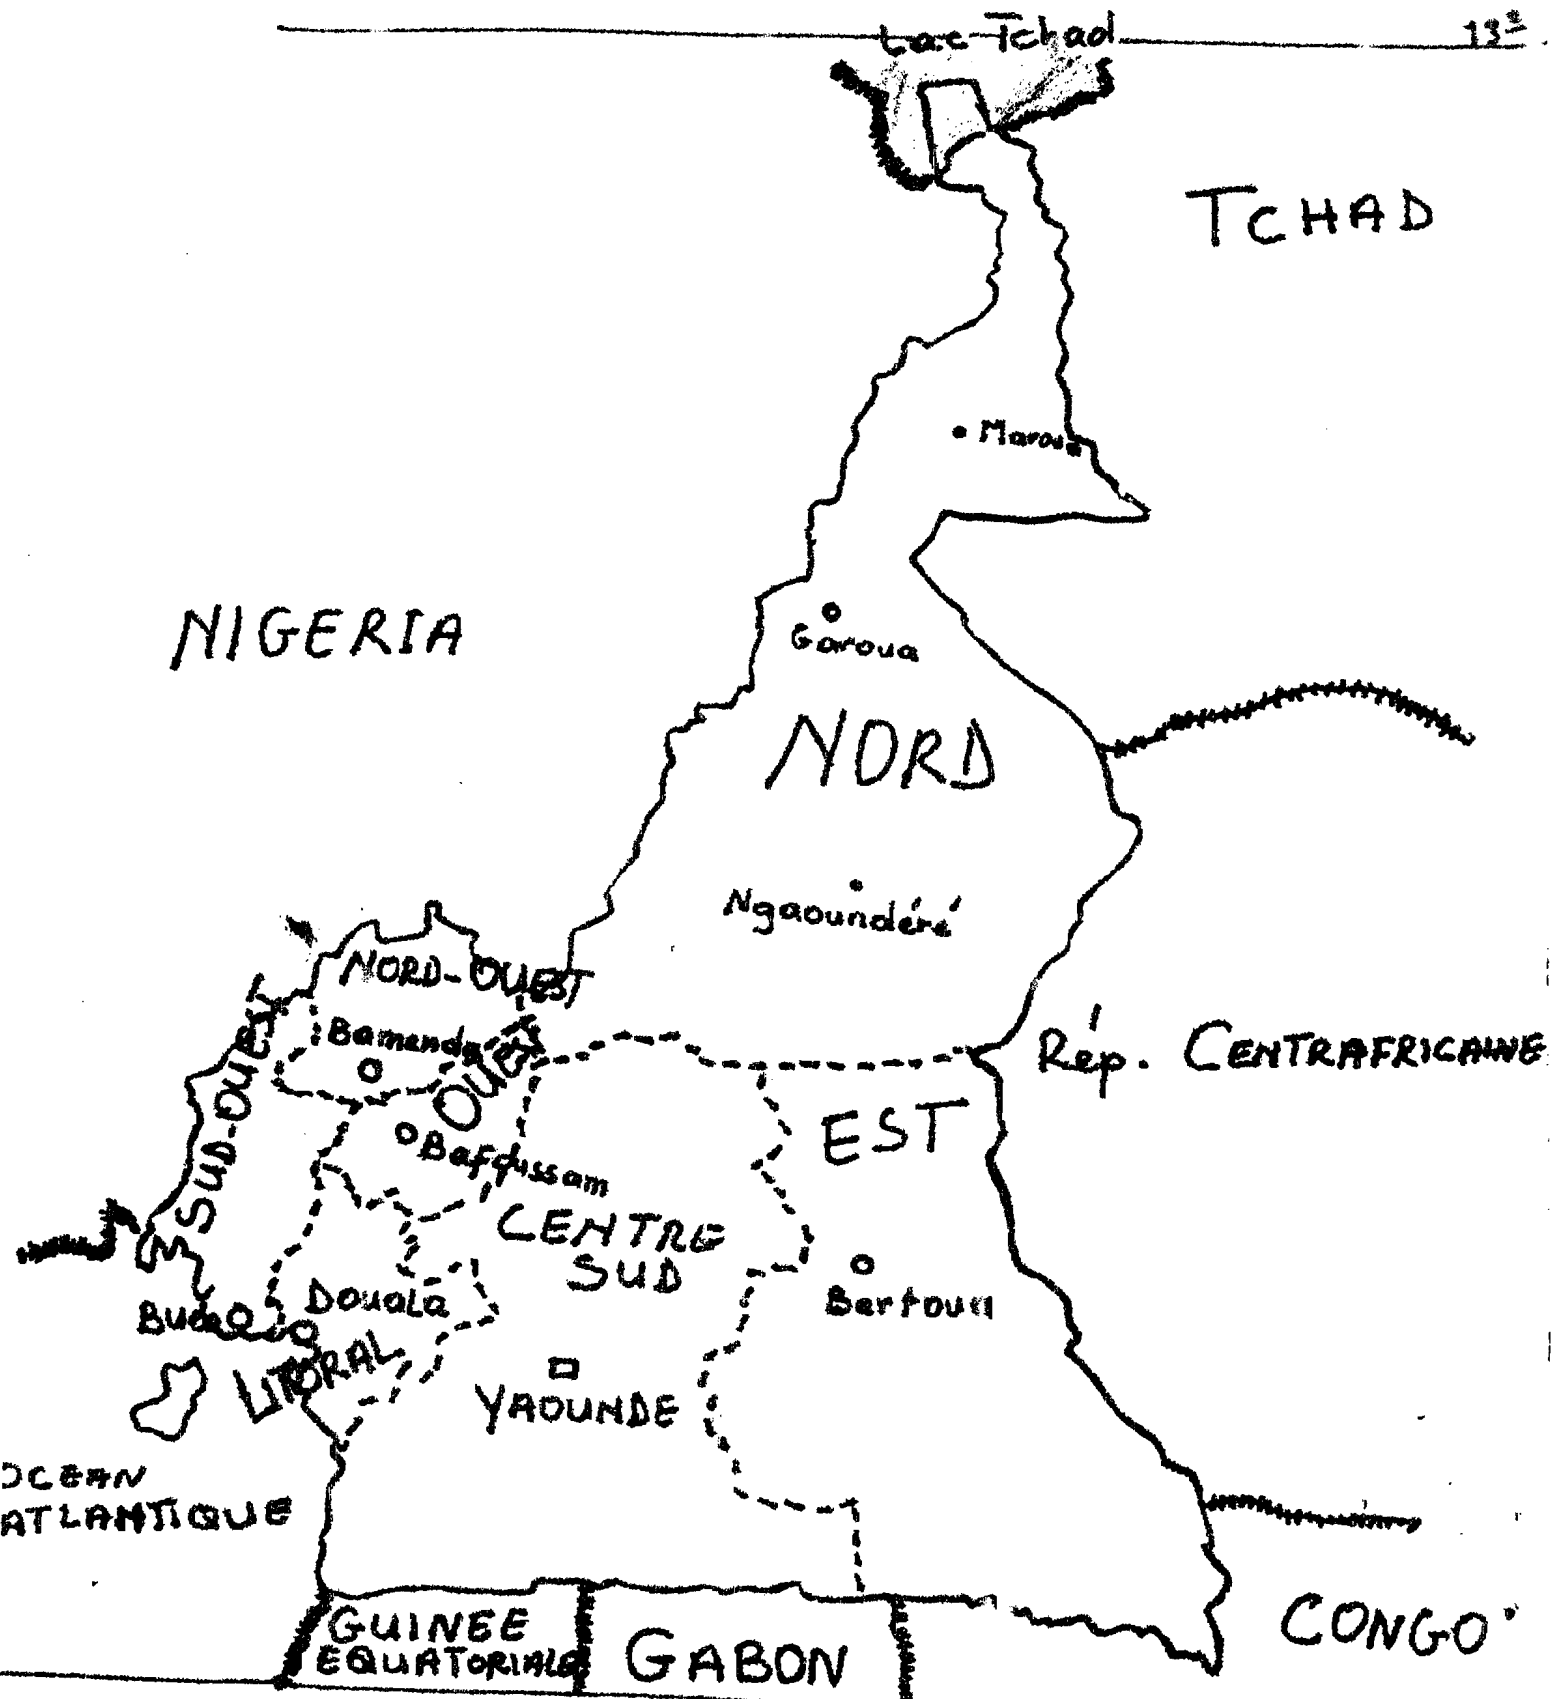 Lac Tchad
13°
TCHAD
Maroua
NIGERIA
Garoua
NORD
Ngaoundéré
NORD-OUEST
Bamenda
Rép. CENTRAFRICAINE
SUD-OUEST
OUEST
EST
Bafoussam
CENTRE
SUD
Bertoua
Douala
Buea
LITORAL
YAOUNDE
OCEAN
ATLANTIQUE
GUINEE
EQUATORIALE
GABON
CONGO